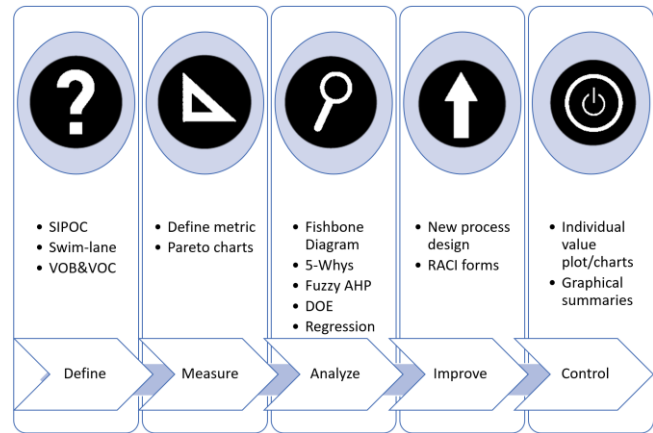 ?
• SIPOC
• Swim-lane
• VOB&VOC
• Define metric
• Pareto charts
• Fishbone
Diagram
• 5-Whys
• Fuzzy AHP
• DOE
• Regression
• New process
design
• RACI forms
• Individual
value
plot/charts
• Graphical
summaries
Define
Measure
Analyze
Improve
Control